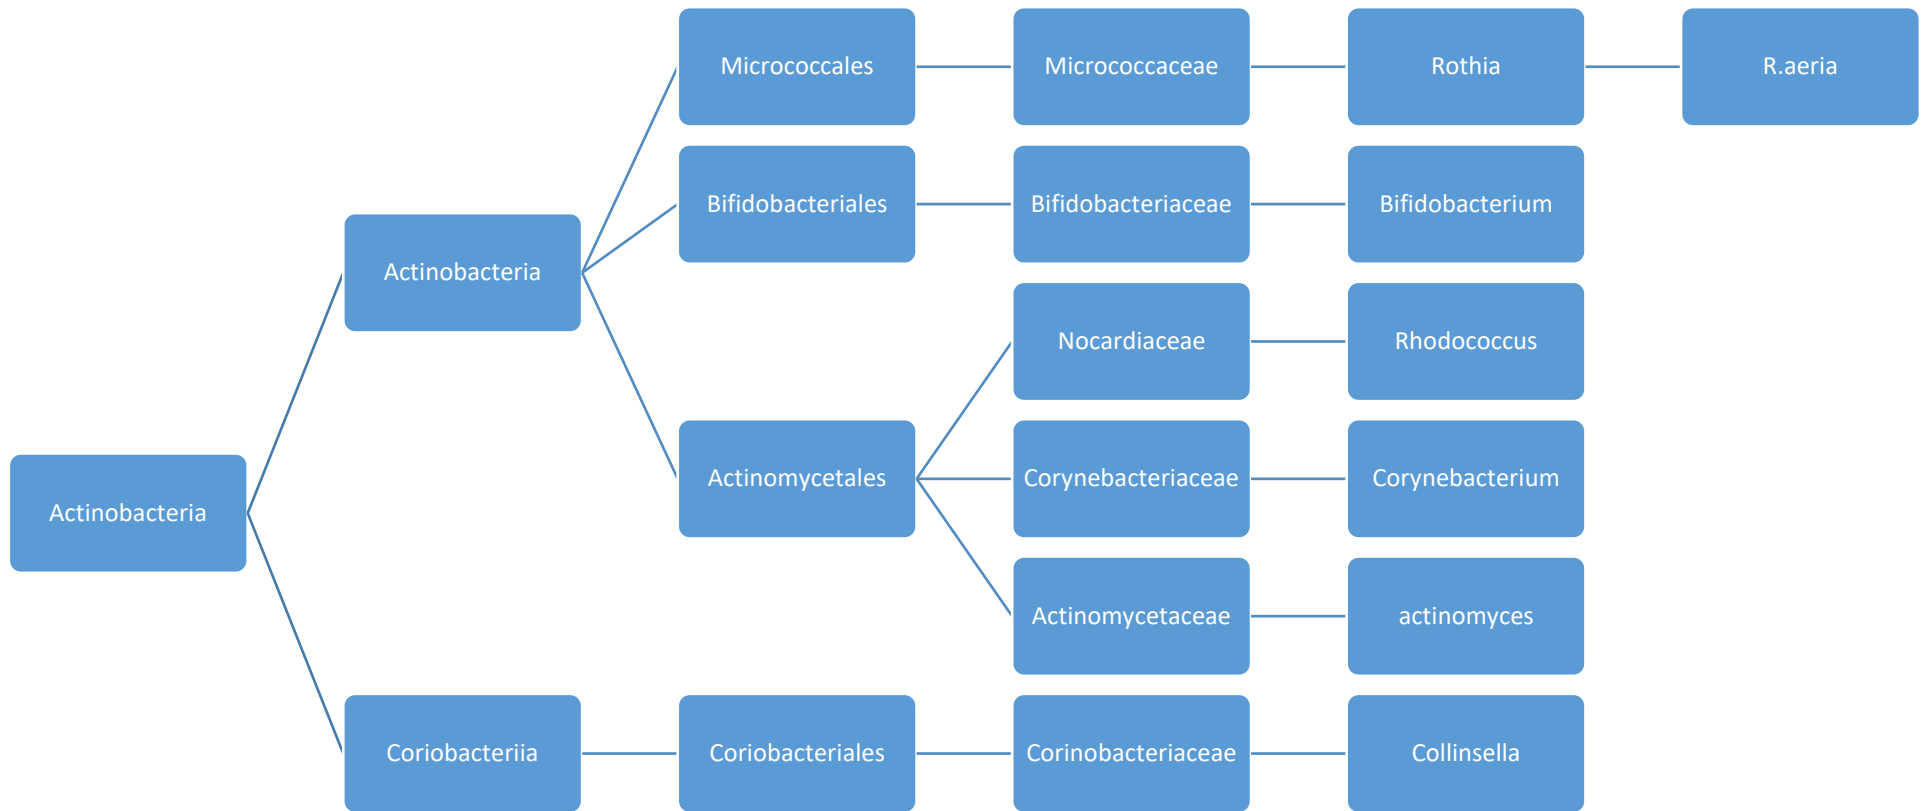 Micrococcales
Micrococcaceae
Rothia
R.aeria
Bifidobacteriales
Bifidobacteriaceae
Bifidobacterium
Actinobacteria
Nocardiaceae
Rhodococcus
Actinobacteria
Actinomycetales
Corynebacteriaceae
Corynebacterium
Actinomycetaceae
actinomyces
Coriobacteriia
Coriobacteriales
Corinobacteriaceae
Collinsella